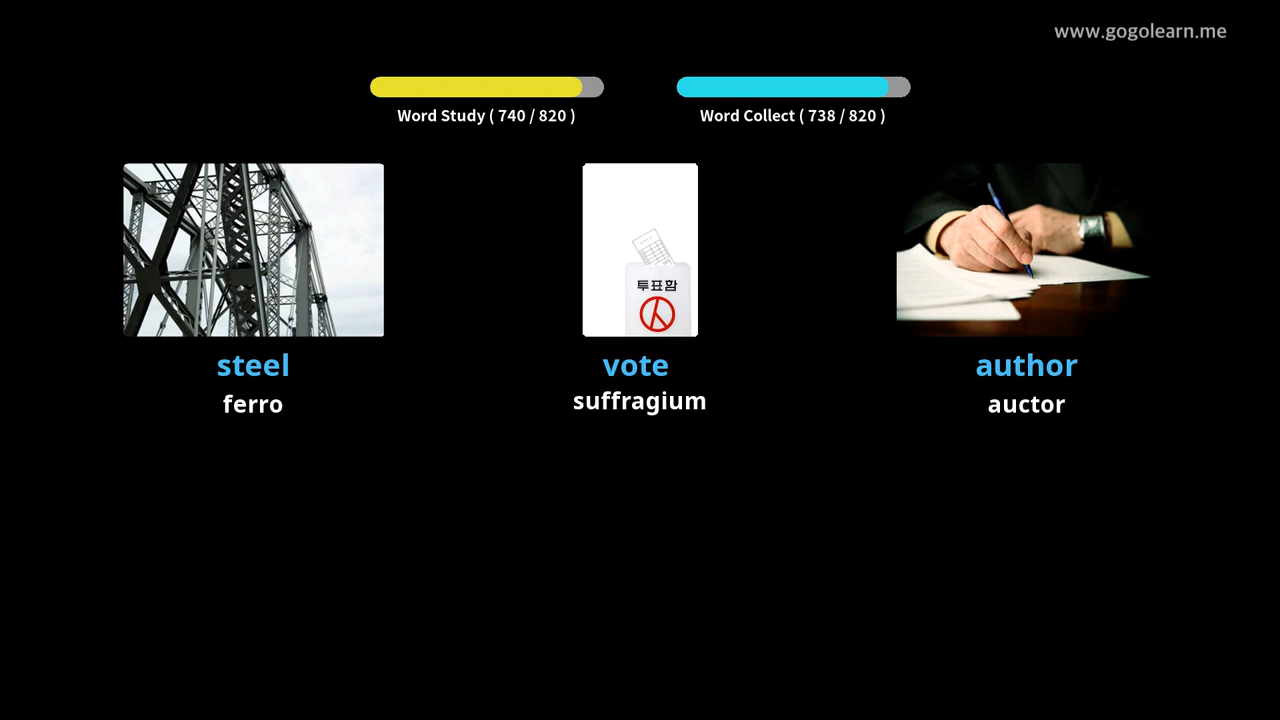 www.gogolearn.me
Word Study ( 740 / 820 )
Word Collect ( 738 / 820 )
투표함
steel
vote
author
ferro
suffragium
auctor